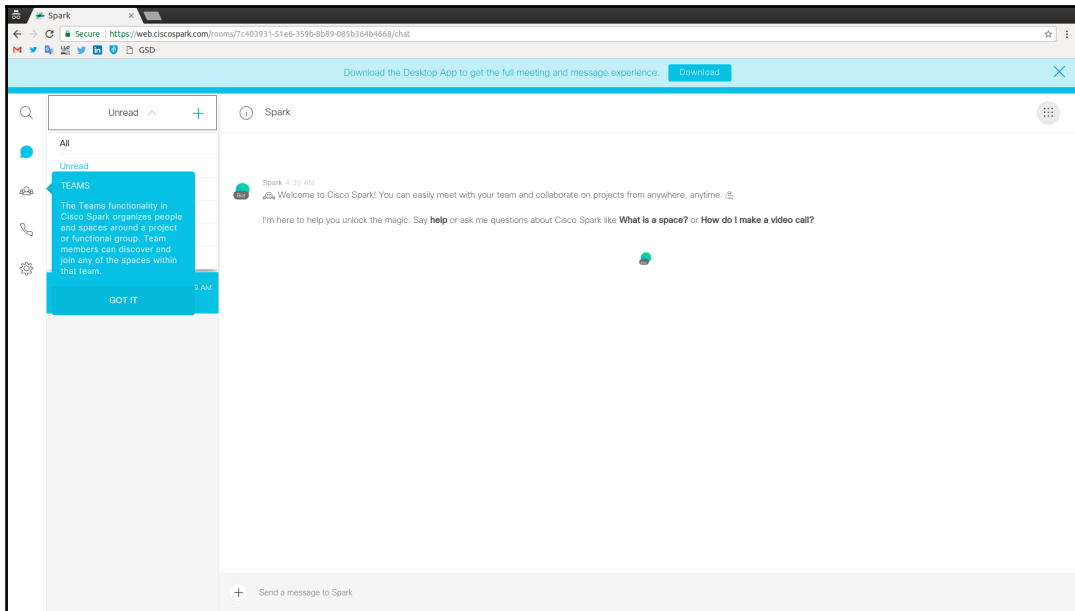 Spark
Secure
https://web.ciscospark.com/rooms/7c403931-51e6-359b-8b89-085b364b4668/chat
GSD
Download the Desktop App to get the full meeting and message experience.
Download
Unread
Spark
All
Unread
TEAMS
The Teams functionality in
Cisco Spark organizes people
and spaces around a project
or functional group. Team
members can discover and
join any of the spaces within
that team.
GOT IT
9 AM
Spark 4:39 AM
Bot
Welcome to Cisco Spark! You can easily meet with your team and collaborate on projects from anywhere, anytime.
I'm here to help you unlock the magic. Say help or ask me questions about Cisco Spark like What is a space? or How do I make a video call?
Bot
Send a message to Spark